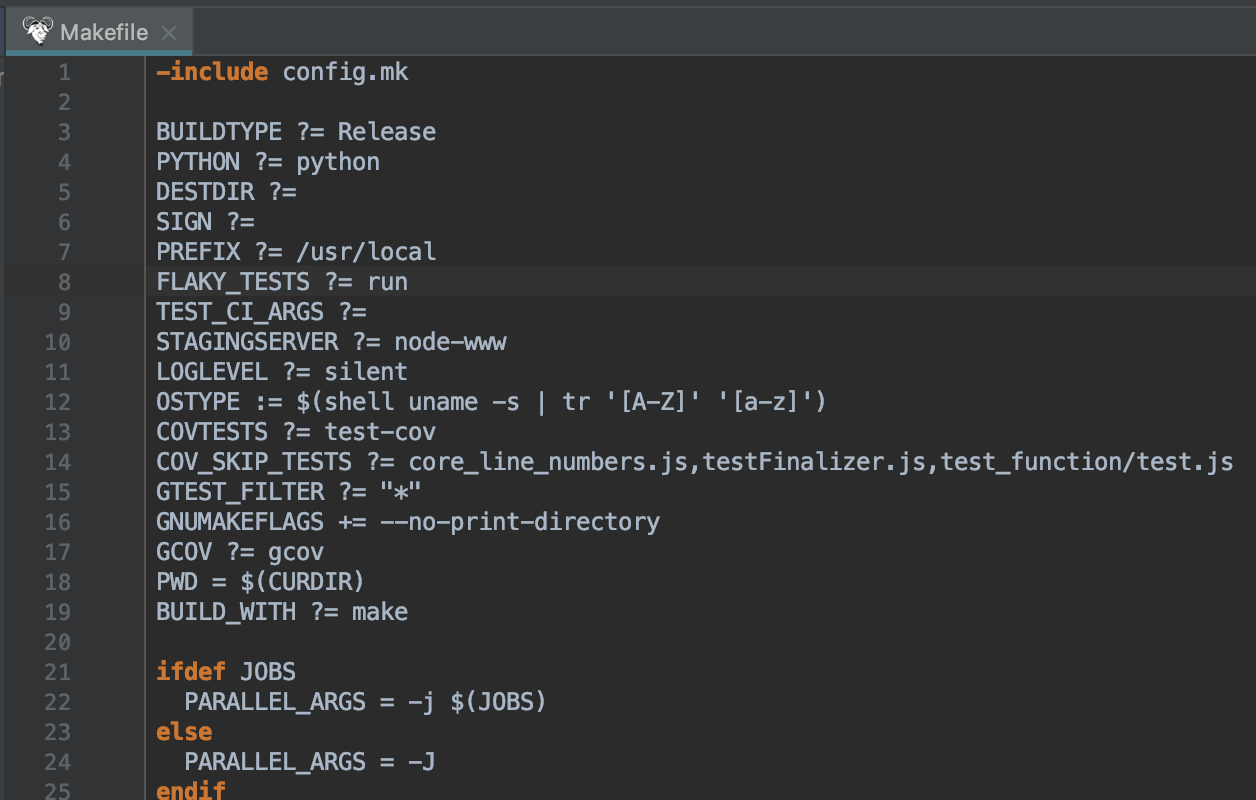 Makefile
1 -include config.mk
2
3 BUILDTYPE ?= Release
4 PYTHON ?= python
5 DESTDIR ?=
6 SIGN ?=
7 PREFIX ?= /usr/local
8 FLAKY_TESTS ?= run
9 TEST_CI_ARGS ?=
10 STAGINGSERVER ?= node-www
11 LOGLEVEL ?= silent
12 OSTYPE := $(shell uname -s | tr '[A-Z]' '[a-z]')
13 COVTESTS ?= test-cov
14 COV_SKIP_TESTS ?= core_line_numbers.js,testFinalizer.js,test_function/test.js
15 GTEST_FILTER ?= "*"
16 GNUMAKEFLAGS += --no-print-directory
17 GCOV ?= gcov
18 PWD = $(CURDIR)
19 BUILD_WITH ?= make
20
21 ifdef JOBS
22   PARALLEL_ARGS = -j $(JOBS)
23 else
24   PARALLEL_ARGS = -J
25 endif